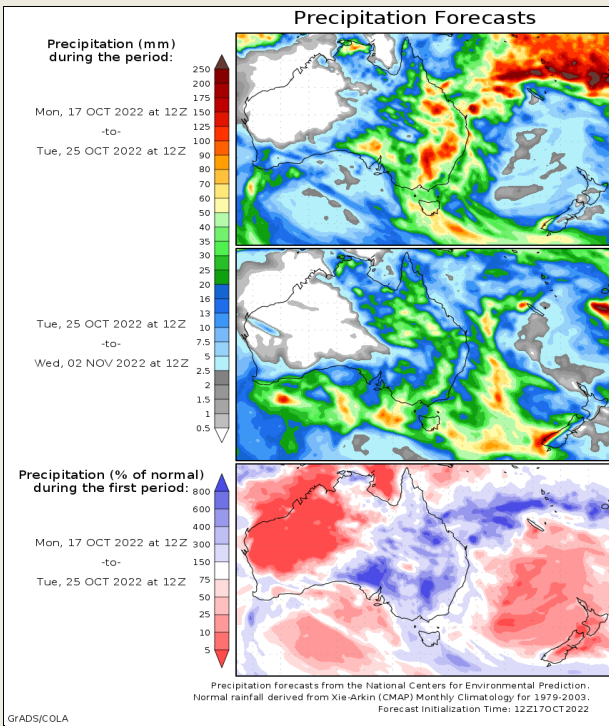 Precipitation Forecasts
Precipitation (mm)
during the period:
Mon, 17 OCT 2022 at 12Z
-to-
Tue, 25 OCT 2022 at 12Z
250
200
175
150
125
100
90
80
70
60
50
40
35
30
25
20
16
13
10
7.5
5
2.5
2
1.5
1
0.5
Tue, 25 OCT 2022 at 12Z
-to-
Wed, 02 NOV 2022 at 12Z
Precipitation (% of normal)
during the first period:
Mon, 17 OCT 2022 at 12Z
-to-
Tue, 25 OCT 2022 at 12Z
800
600
400
300
150
75
50
25
10
5
Precipitation forecasts from the National Centers for Environmental Prediction.
Normal rainfall derived from Xie-Arkin (CMAP) Monthly Climatology for 1979-2003.
Forecast Initialization Time: 12Z17OCT2022
GrADS/COLA